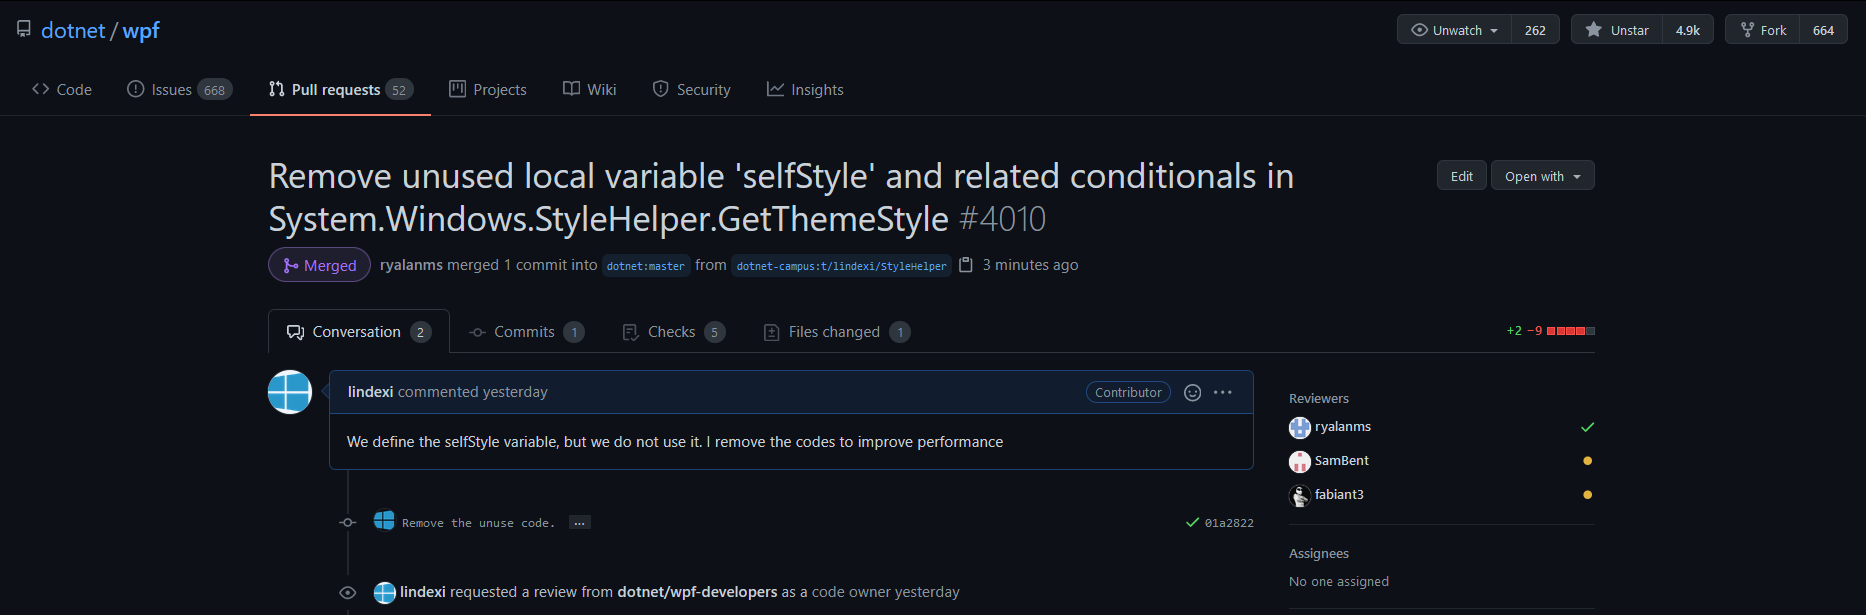 dotnet / wpf
Unwatch 262 Unstar 4.9k Fork 664
Code Issues 668 Pull requests 52 Projects Wiki Security Insights
Remove unused local variable 'selfStyle' and related conditionals in
System.Windows.StyleHelper.GetThemeStyle #4010
Edit Open with
Merged ryalanms merged 1 commit into dotnet:master from dotnet-campus:t/lindexi/StyleHelper 3 minutes ago
Conversation 2 Commits 1 Checks 5 Files changed 1 +2 −9
lindexi commented yesterday Contributor ...
We define the selfStyle variable, but we do not use it. I remove the codes to improve performance
Remove the unuse code. ... 01a2822
lindexi requested a review from dotnet/wpf-developers as a code owner yesterday
Reviewers
ryalanms
SamBent
fabiant3
Assignees
No one assigned